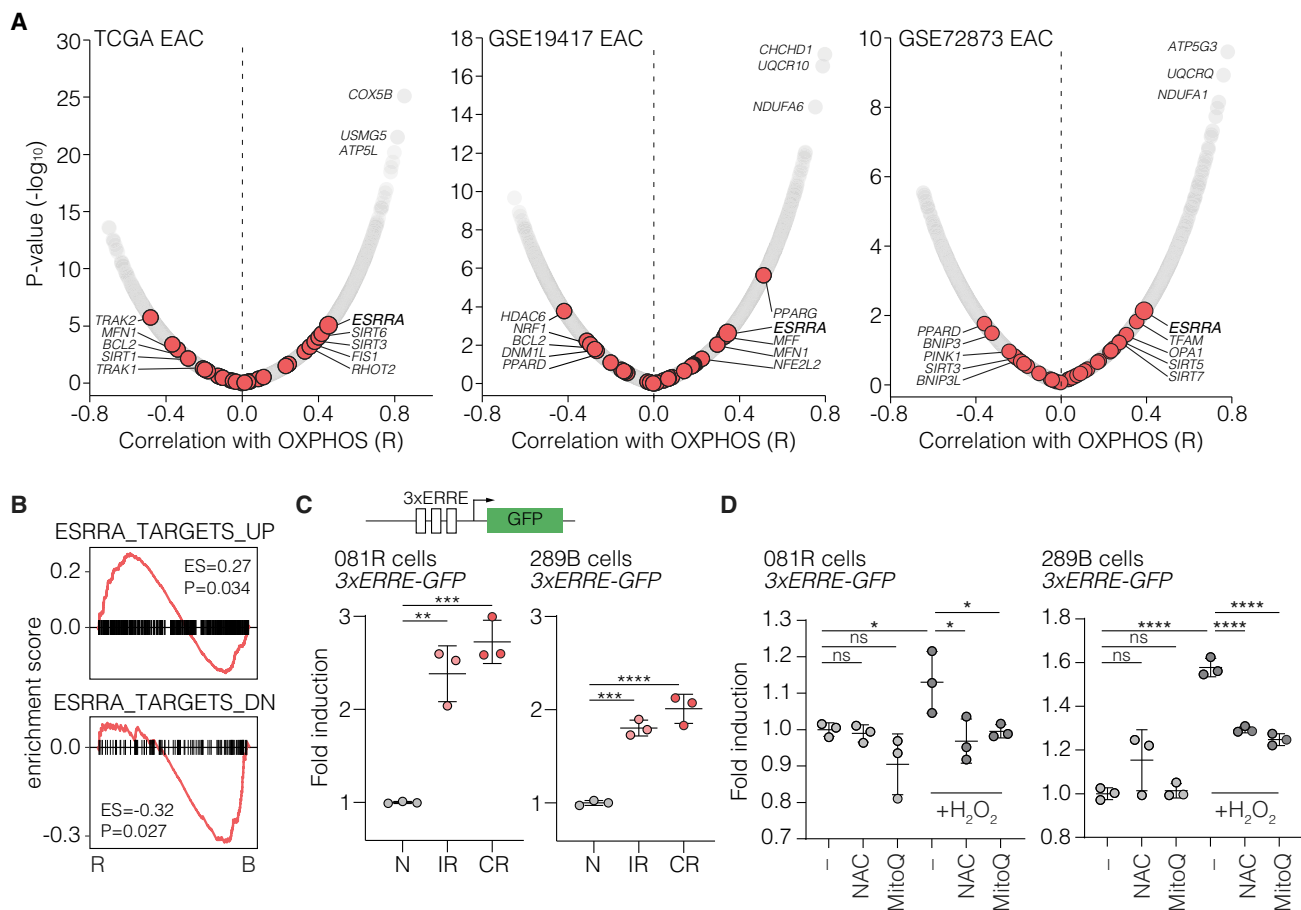 A
TCGA EAC
30
25
20
15
10
5
0
P-value (-log₁₀)
COX5B
USMG5
ATP5L
TRAK2
MFN1
BCL2
SIRT1
TRAK1
ESRRA
SIRT6
SIRT3
FIS1
RHOT2
-0.8 -0.4 0.0 0.4 0.8
Correlation with OXPHOS (R)
GSE19417 EAC
18
16
14
12
10
8
6
4
2
0
CHCHD1
UQCR10
NDUFA6
HDAC6
NRF1
BCL2
DNM1L
PPARD
PPARG
ESRRA
MFF
MFN1
NFE2L2
-0.8 -0.4 0.0 0.4 0.8
Correlation with OXPHOS (R)
GSE72873 EAC
10
8
6
4
2
0
ATP5G3
UQCRQ
NDUFA1
PPARD
BNIP3
PINK1
SIRT3
BNIP3L
ESRRA
TFAM
OPA1
SIRT5
SIRT7
-0.8 -0.4 0.0 0.4 0.8
Correlation with OXPHOS (R)
B
ESRRA_TARGETS_UP
0.2
0.0
ES=0.27
P=0.034
ESRRA_TARGETS_DN
0.0
-0.3
ES=-0.32
P=0.027
enrichment score
R B
C
3xERRE
GFP
081R cells
3xERRE-GFP
3
2
1
Fold induction
***
**
N IR CR
289B cells
3xERRE-GFP
3
2
1
****
***
N IR CR
D
081R cells
3xERRE-GFP
1.3
1.2
1.1
1.0
0.9
0.8
0.7
Fold induction
*
* *
ns
ns
+H₂O₂
– NAC MitoQ – NAC MitoQ
289B cells
3xERRE-GFP
1.8
1.6
1.4
1.2
1.0
0.8
****
**** ****
ns
ns
+H₂O₂
– NAC MitoQ – NAC MitoQ